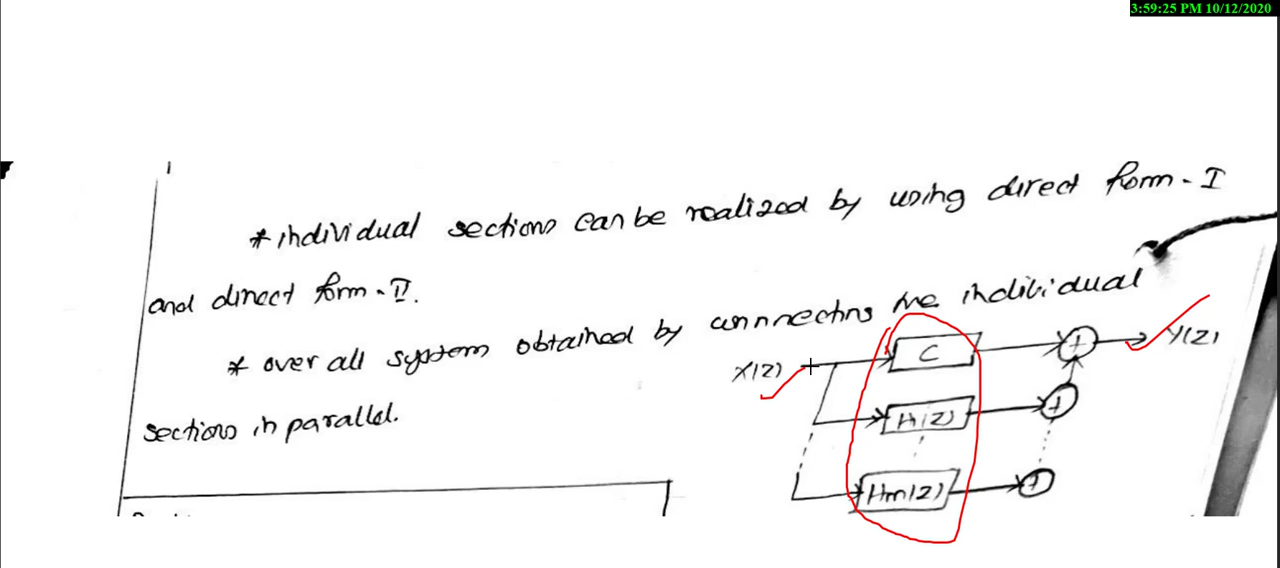 3:59:25 PM 10/12/2020
* individual sections can be realized by using direct form - I
and direct form - II.
* over all system obtained by connecting the individual
sections in parallel.
X(Z)
C
Y(Z)
H(Z)
Hm(Z)
+
+
+